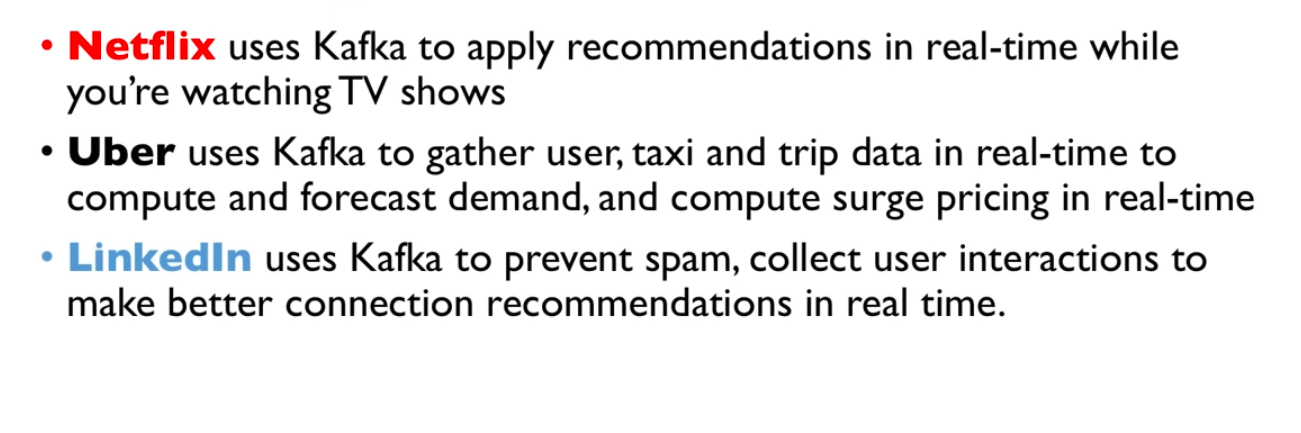 • Netflix uses Kafka to apply recommendations in real-time while
you’re watching TV shows
• Uber uses Kafka to gather user, taxi and trip data in real-time to
compute and forecast demand, and compute surge pricing in real-time
• LinkedIn uses Kafka to prevent spam, collect user interactions to
make better connection recommendations in real time.